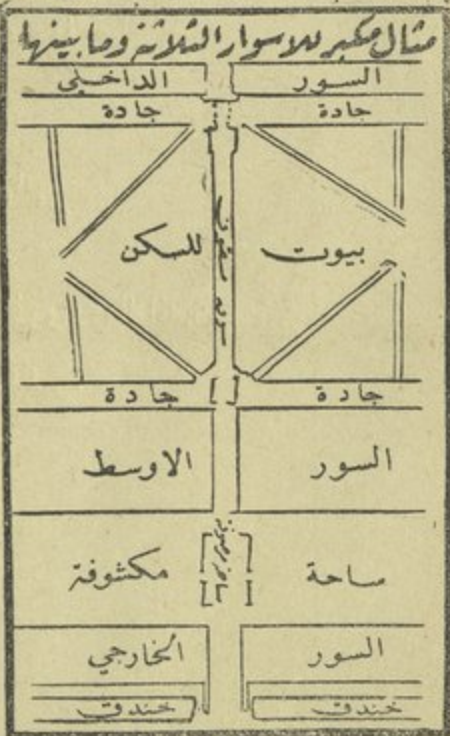 مثال مكبر للاسوار الثلاثة وما بينها
السور الداخلي
جادة جادة
بيوت للسكن
جادة جادة
السور الاوسط
ساحة مكشوفة
السور الخارجي
خندق خندق